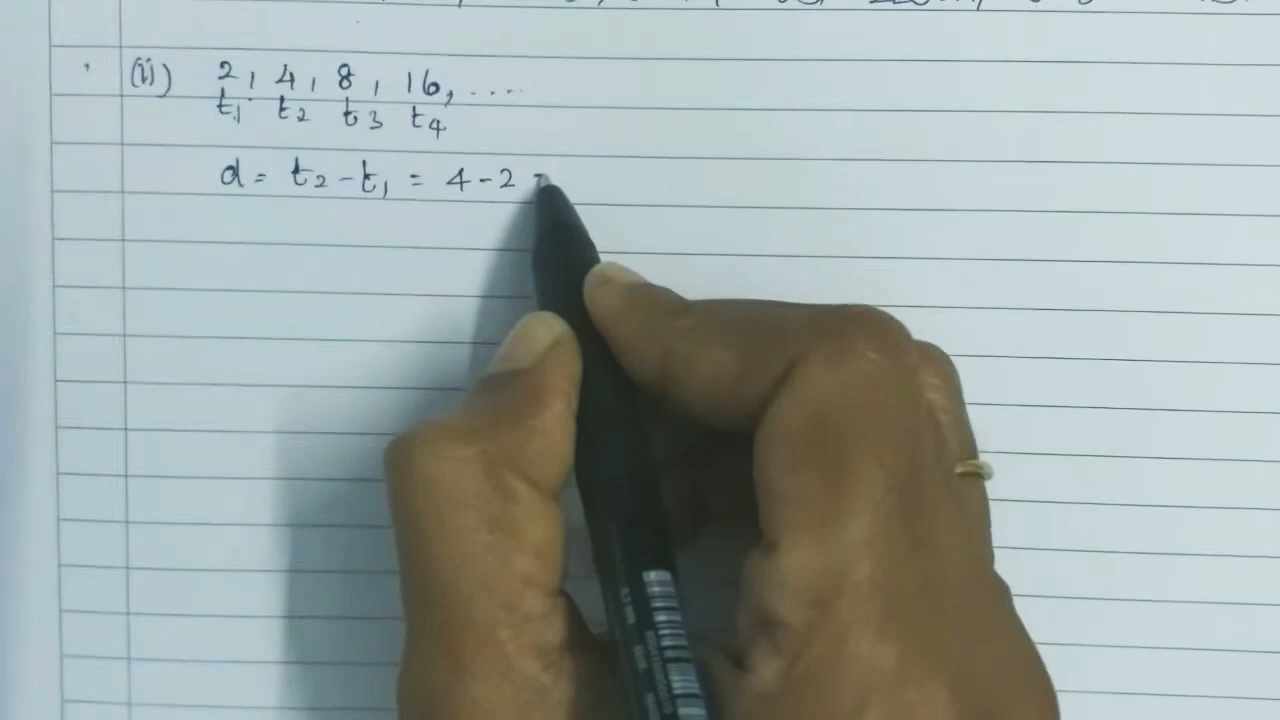 (ii) 2, 4, 8, 16, ....
t₁ t₂ t₃ t₄
d = t₂ - t₁ = 4 - 2 =